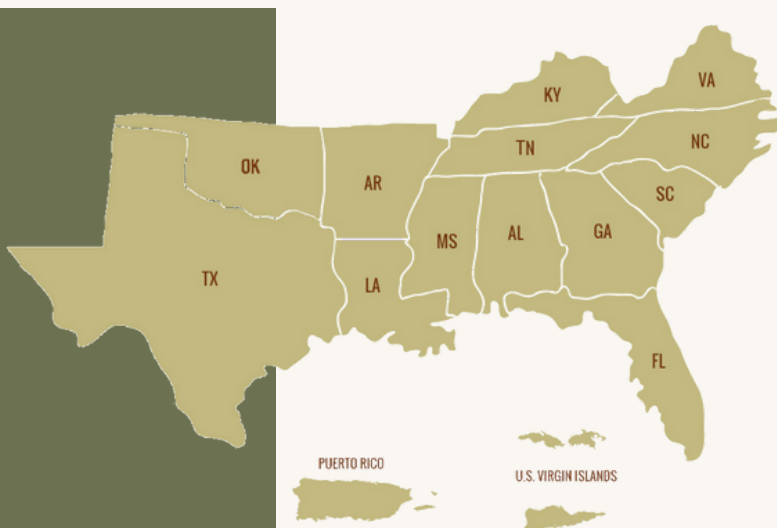 VA
KY
NC
TN
OK
AR
SC
MS
AL
GA
TX
LA
FL
PUERTO RICO
U.S. VIRGIN ISLANDS